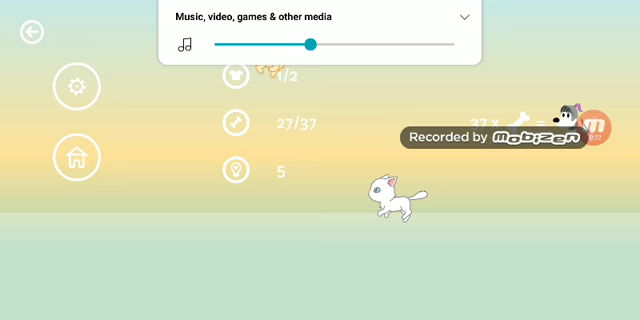 Music, video, games & other media
1/2
27/37
37 x = 
Recorded by mobizen
5